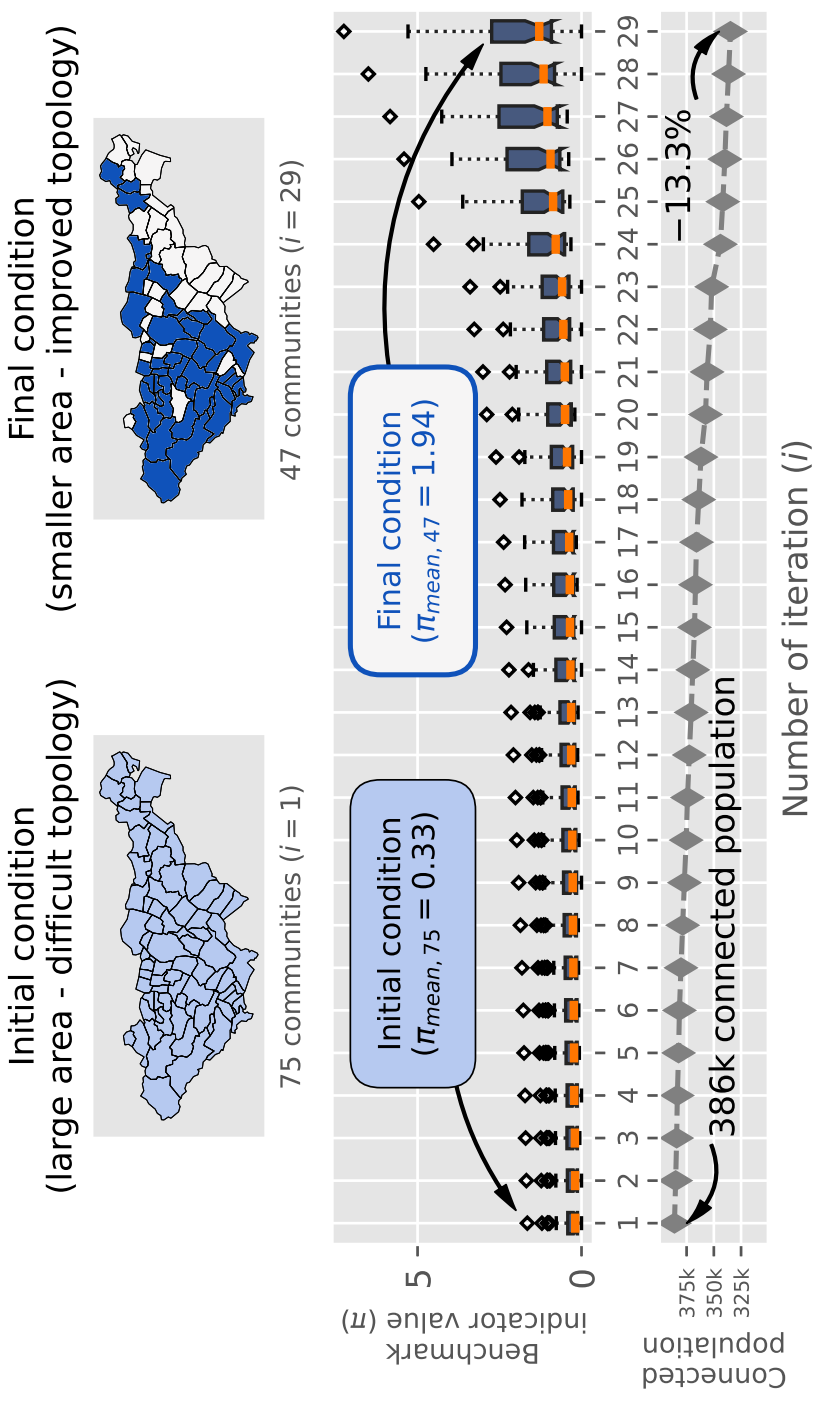 Initial condition
(large area - difficult topology)
75 communities (i = 1)
Final condition
(smaller area - improved topology)
47 communities (i = 29)
Benchmark
indicator value (π)
5
0
Initial condition
(πmean, 75 = 0.33)
Final condition
(πmean, 47 = 1.94)
1 2 3 4 5 6 7 8 9 10 11 12 13 14 15 16 17 18 19 20 21 22 23 24 25 26 27 28 29
Connected
population
375k
350k
325k
386k connected population
−13.3%
Number of iteration (i)